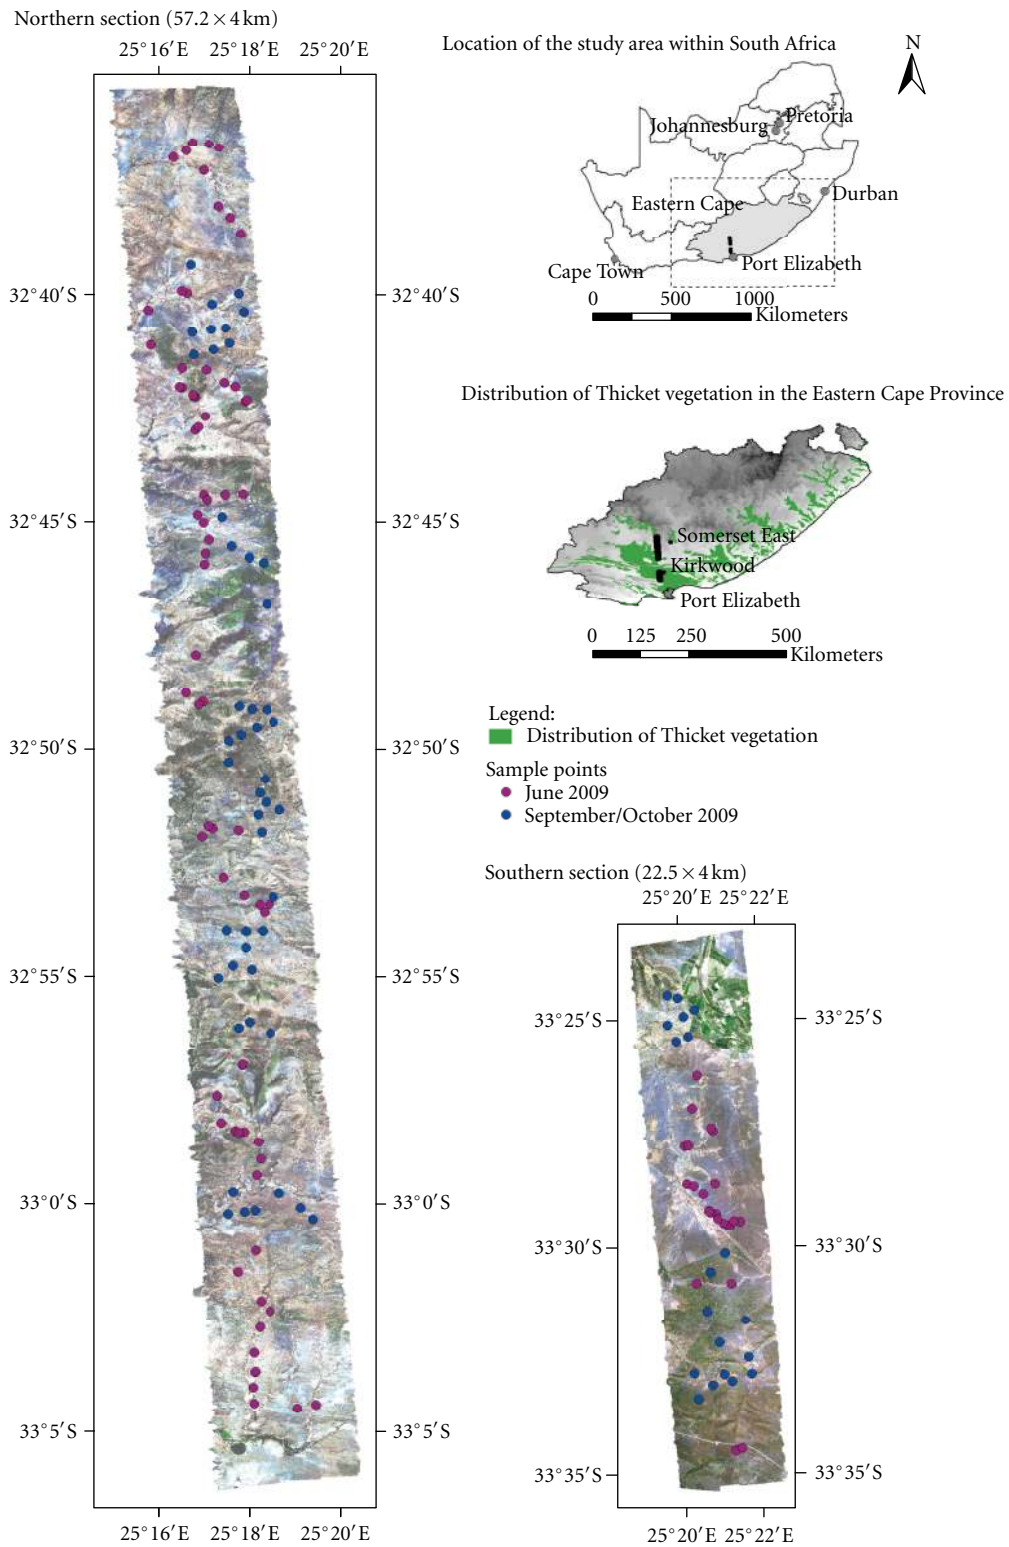 Northern section (57.2 × 4 km)
25°16′E 25°18′E 25°20′E
32°40′S 32°40′S
32°45′S 32°45′S
32°50′S 32°50′S
32°55′S 32°55′S
33°0′S 33°0′S
33°5′S 33°5′S
25°16′E 25°18′E 25°20′E
Location of the study area within South Africa
N
Pretoria
Johannesburg
Durban
Eastern Cape
Port Elizabeth
Cape Town
0 500 1000
Kilometers
Distribution of Thicket vegetation in the Eastern Cape Province
Somerset East
Kirkwood
Port Elizabeth
0 125 250 500
Kilometers
Legend:
Distribution of Thicket vegetation
Sample points
June 2009
September/October 2009
Southern section (22.5 × 4 km)
25°20′E 25°22′E
33°25′S 33°25′S
33°30′S 33°30′S
33°35′S 33°35′S
25°20′E 25°22′E